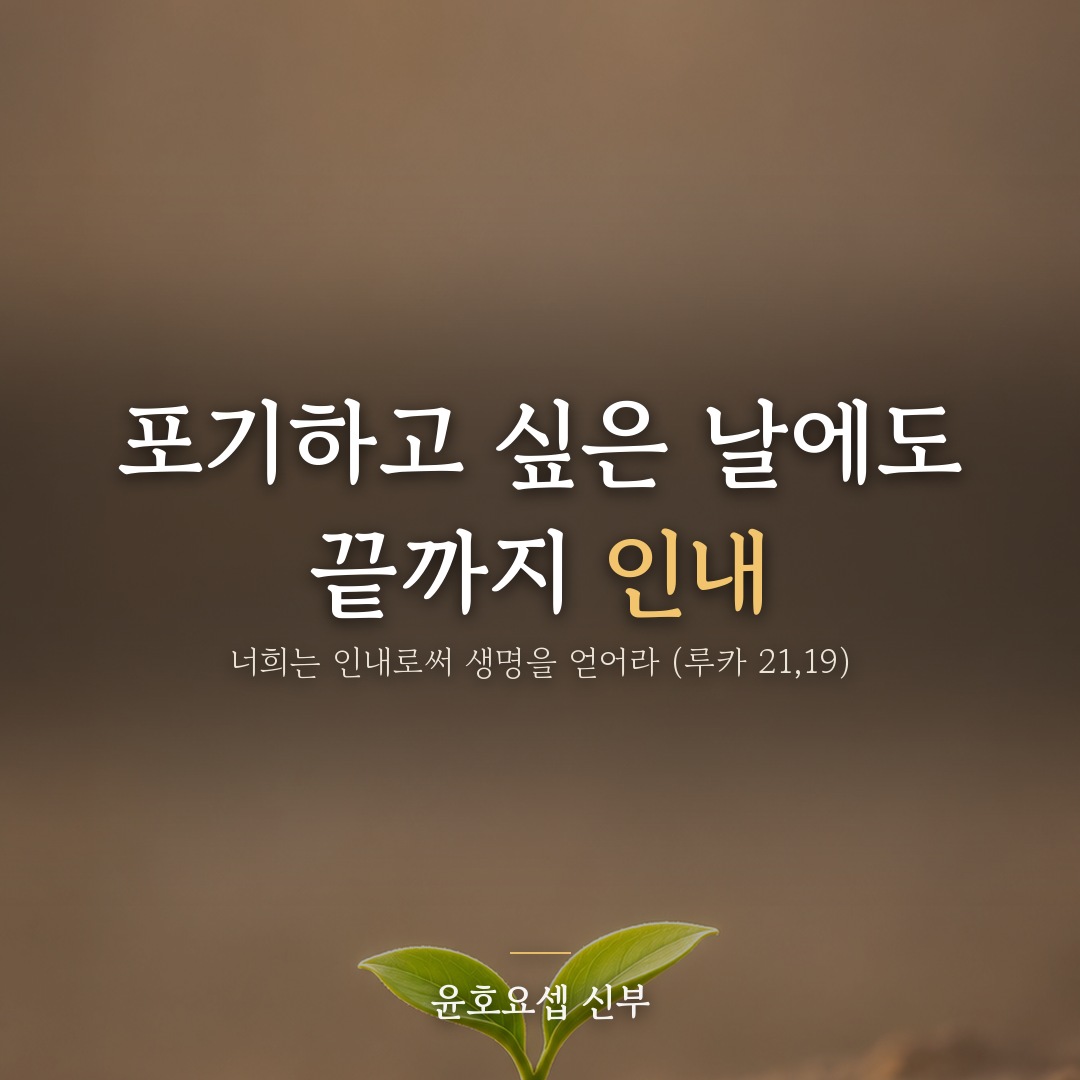 포기하고 싶은 날에도
끝까지 인내
너희는 인내로써 생명을 얻어라 (루카 21,19)
윤호요셉 신부